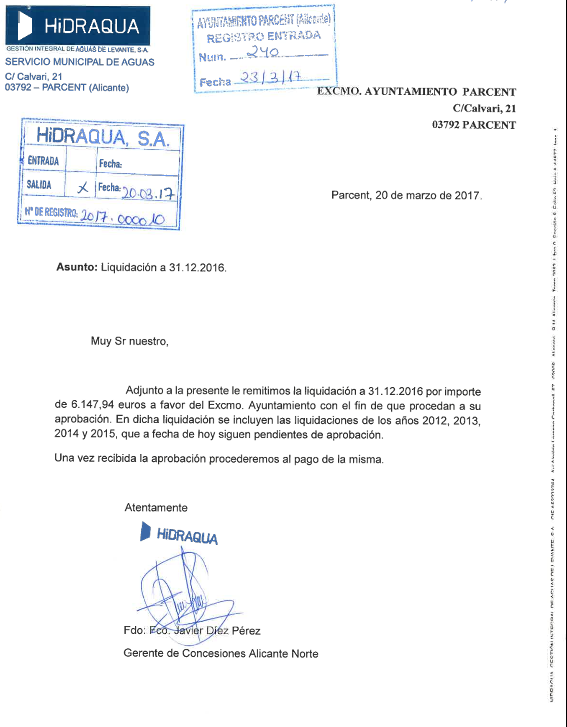 HiDRAQUA
GESTIÓN INTEGRAL DE AGUAS DE LEVANTE, S.A.
SERVICIO MUNICIPAL DE AGUAS
C/ Calvari, 21
03792 – PARCENT (Alicante)
AYUNTAMIENTO PARCENT (Alicante)
REGISTRO ENTRADA
Num. 240
Fecha 23/3/17
EXCMO. AYUNTAMIENTO PARCENT
C/Calvari, 21
03792 PARCENT
HiDRAQUA, S.A.
ENTRADA Fecha:
SALIDA X Fecha: 20.03.17
Nº DE REGISTRO: 2017-000010
Parcent, 20 de marzo de 2017.
Asunto: Liquidación a 31.12.2016.
Muy Sr nuestro,
Adjunto a la presente le remitimos la liquidación a 31.12.2016 por importe
de 6.147,94 euros a favor del Excmo. Ayuntamiento con el fin de que procedan a su
aprobación. En dicha liquidación se incluyen las liquidaciones de los años 2012, 2013,
2014 y 2015, que a fecha de hoy siguen pendientes de aprobación.
Una vez recibida la aprobación procederemos al pago de la misma.
Atentamente
HiDRAQUA
Fdo: Fco. Javier Díez Pérez
Gerente de Concesiones Alicante Norte